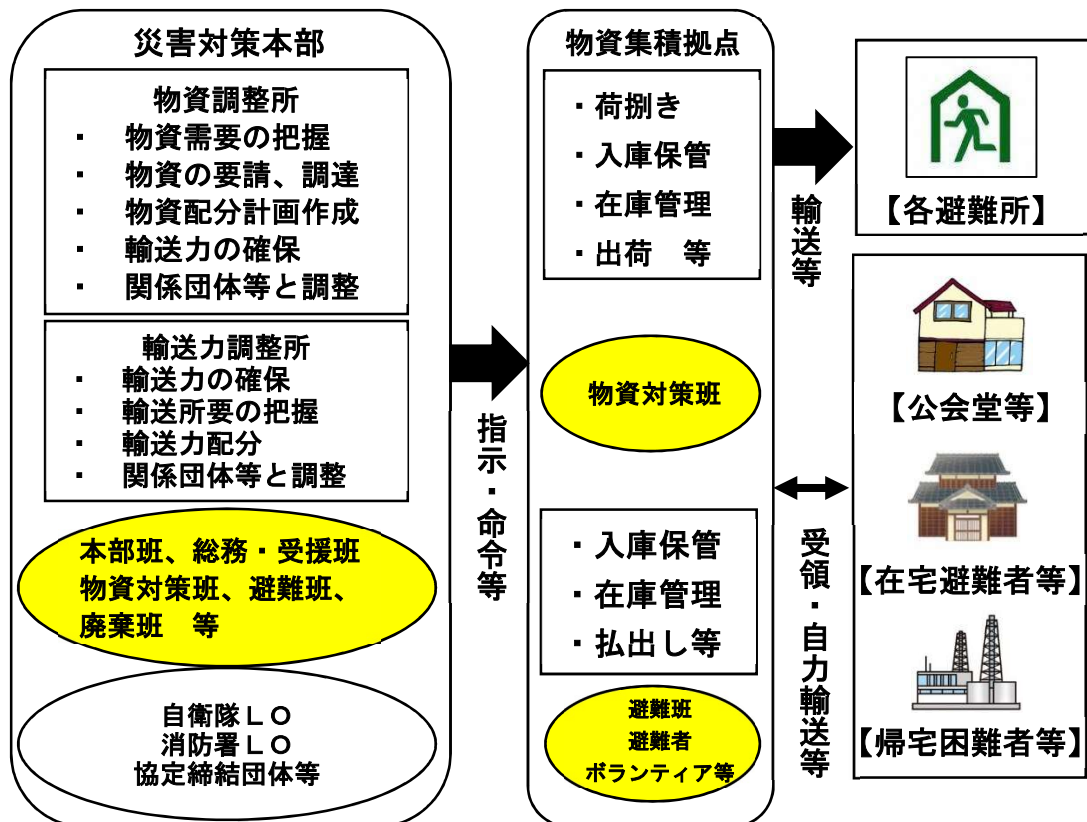 災害対策本部
物資調整所
・ 物資需要の把握
・ 物資の要請、調達
・ 物資配分計画作成
・ 輸送力の確保
・ 関係団体等と調整
輸送力調整所
・ 輸送力の確保
・ 輸送所要の把握
・ 輸送力配分
・ 関係団体等と調整
本部班、総務・受援班
物資対策班、避難班、
廃棄班 等
自衛隊LO
消防署LO
協定締結団体等
指示・命令等
物資集積拠点
・荷捌き
・入庫保管
・在庫管理
・出荷 等
物資対策班
・入庫保管
・在庫管理
・払出し等
避難班
避難者
ボランティア等
輸送等
受領・自力輸送等
【各避難所】
【公会堂等】
【在宅避難者等】
【帰宅困難者等】